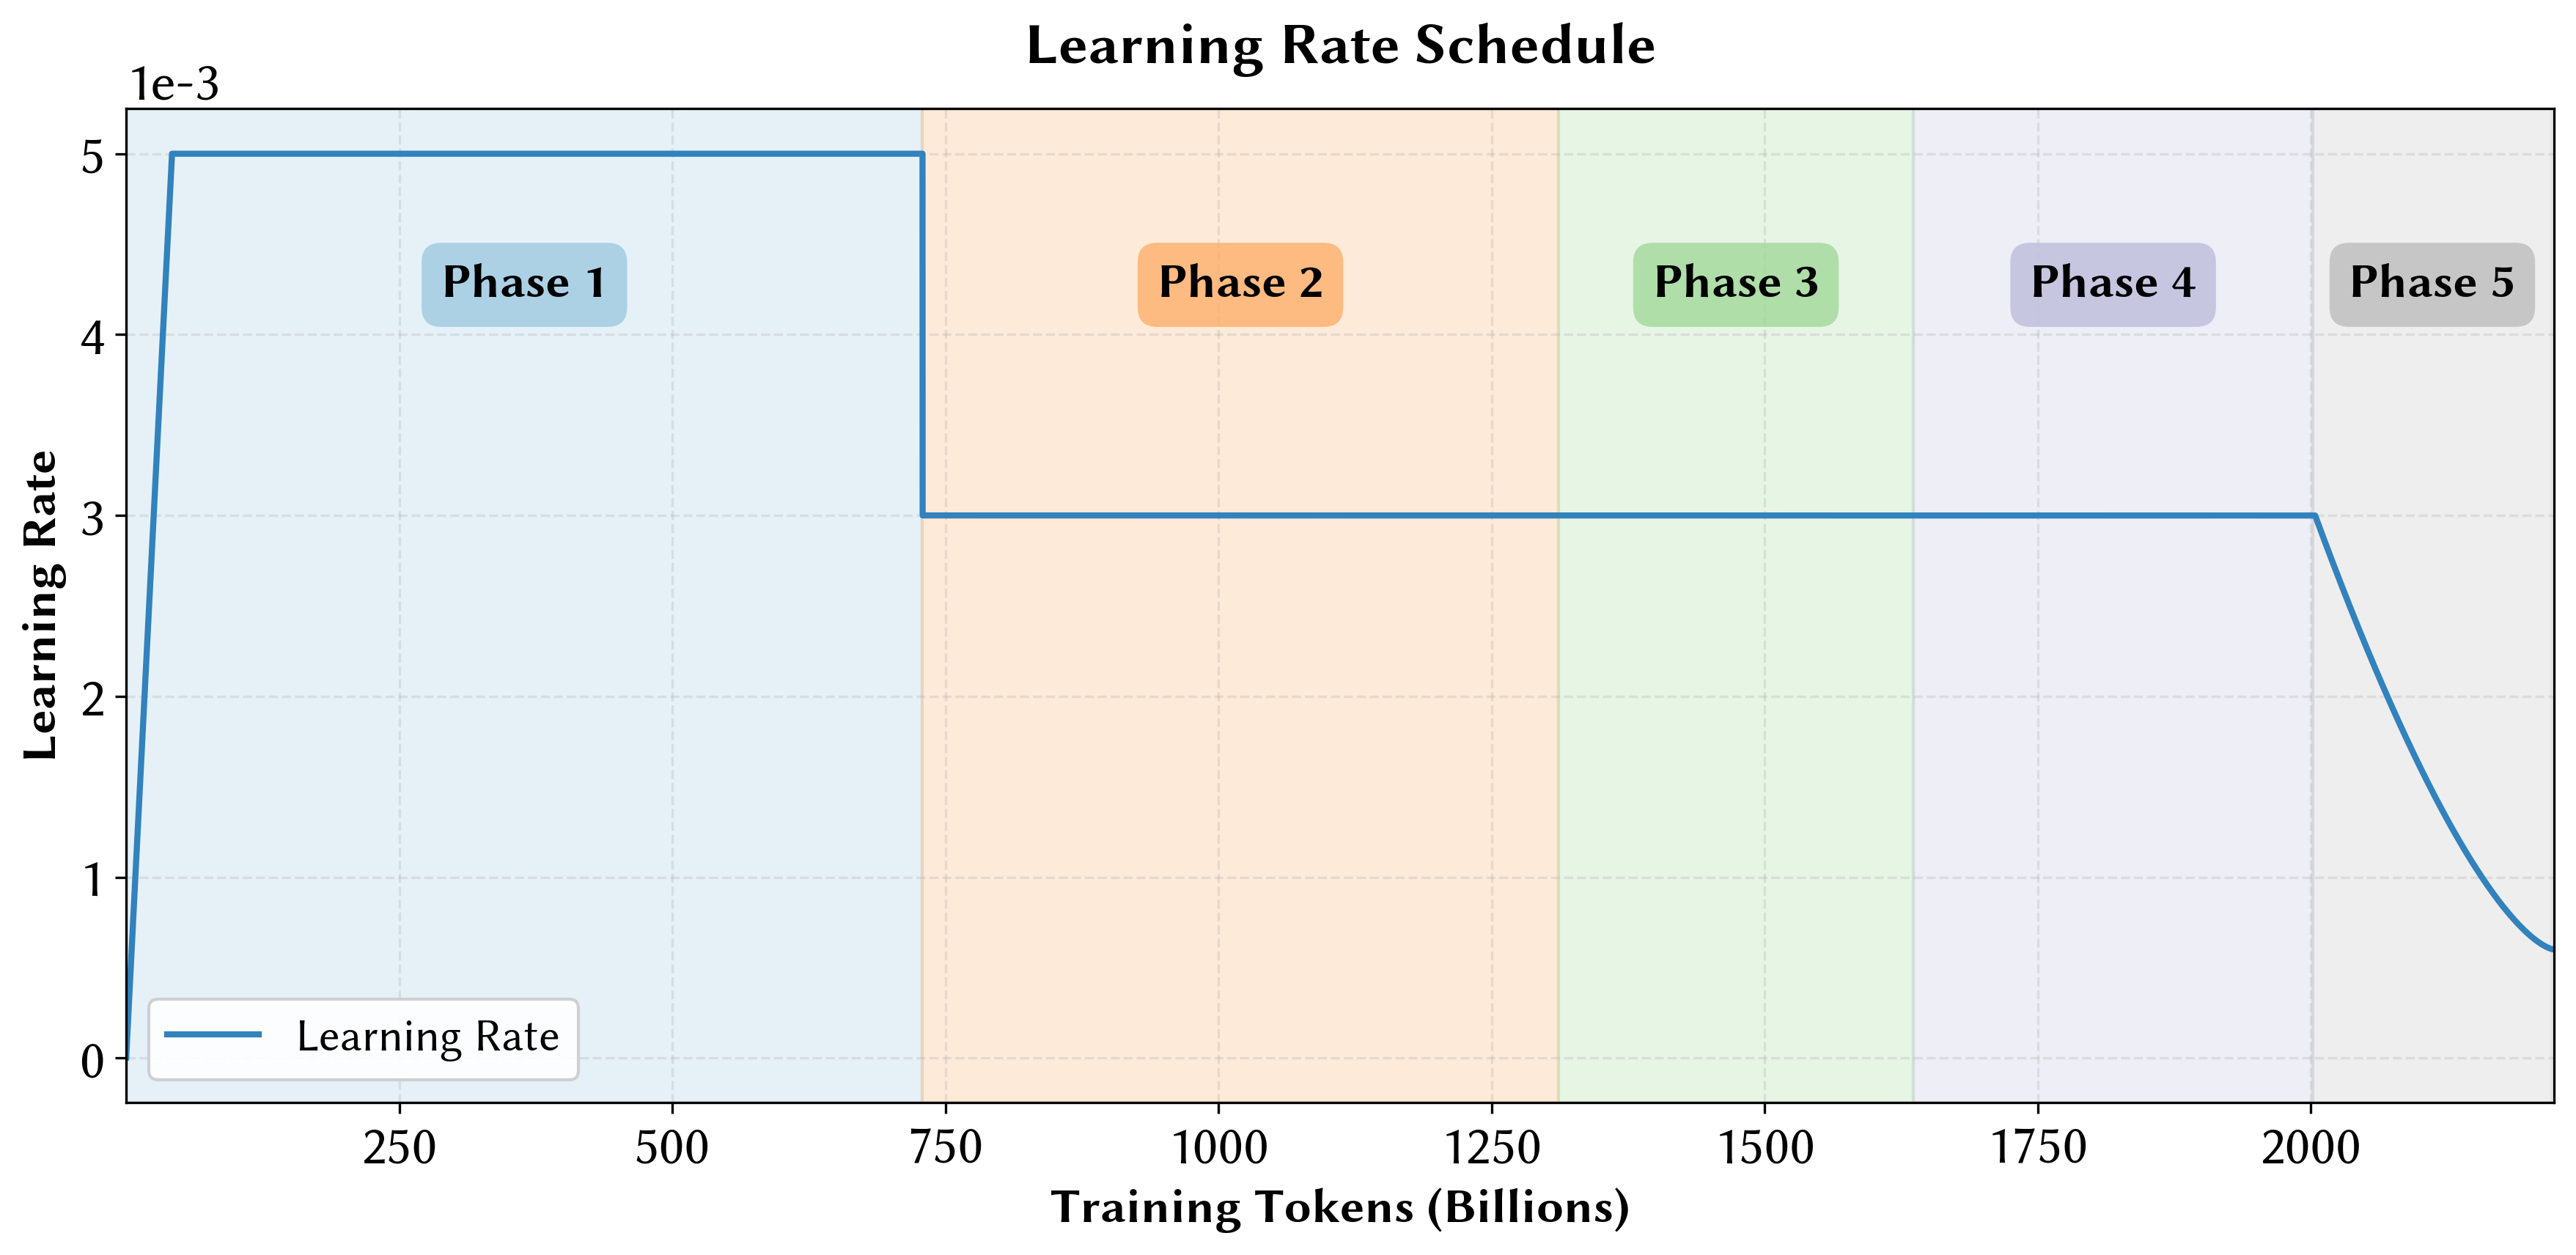 Learning Rate Schedule
1e-3
5
4
3
2
1
0
Learning Rate
Phase 1
Phase 2
Phase 3
Phase 4
Phase 5
Learning Rate
250
500
750
1000
1250
1500
1750
2000
Training Tokens (Billions)